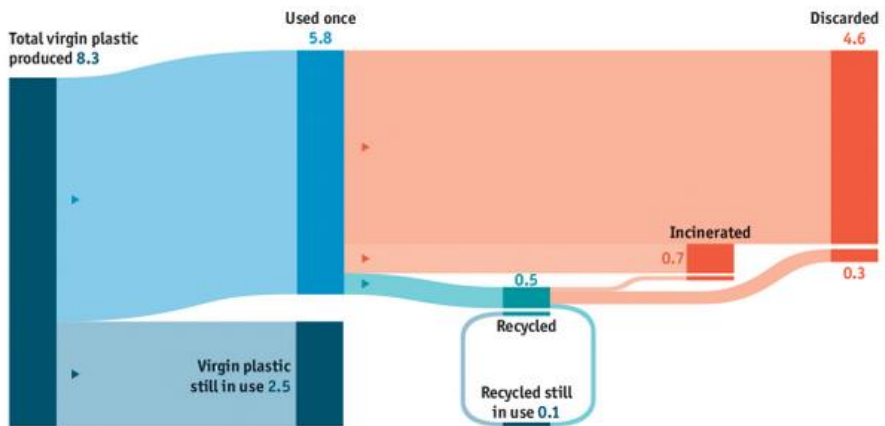 Total virgin plastic
produced 8.3
Used once
5.8
Discarded
4.6
Incinerated
0.7
0.3
0.5
Recycled
Virgin plastic
still in use 2.5
Recycled still
in use 0.1